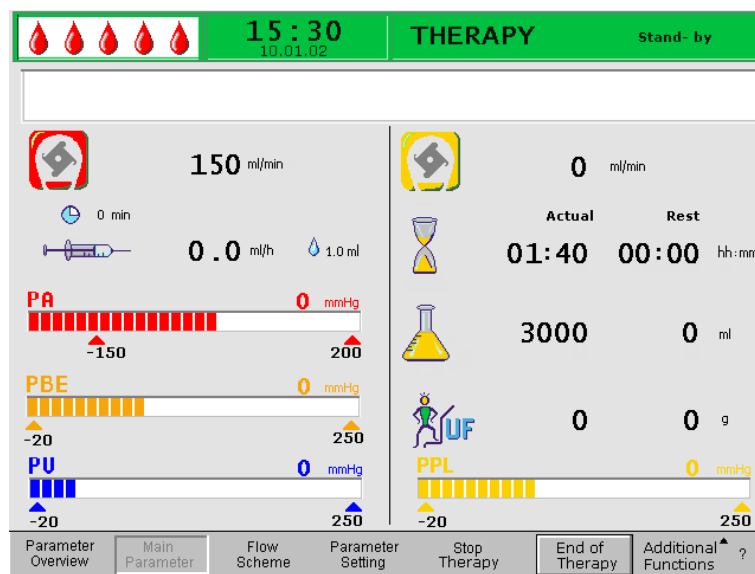 15:30
10.01.02
THERAPY Stand- by
150 ml/min
0 min
0.0 ml/h 1.0 ml
PA 0 mmHg
-150 200
PBE 0 mmHg
-20 250
PV 0 mmHg
-20 250
0 ml/min
Actual Rest
01:40 00:00 hh:mm
3000 0 ml
UF 0 0 g
PPL 0 mmHg
-20 250
Parameter Overview
Main Parameter
Flow Scheme
Parameter Setting
Stop Therapy
End of Therapy
Additional Functions
?